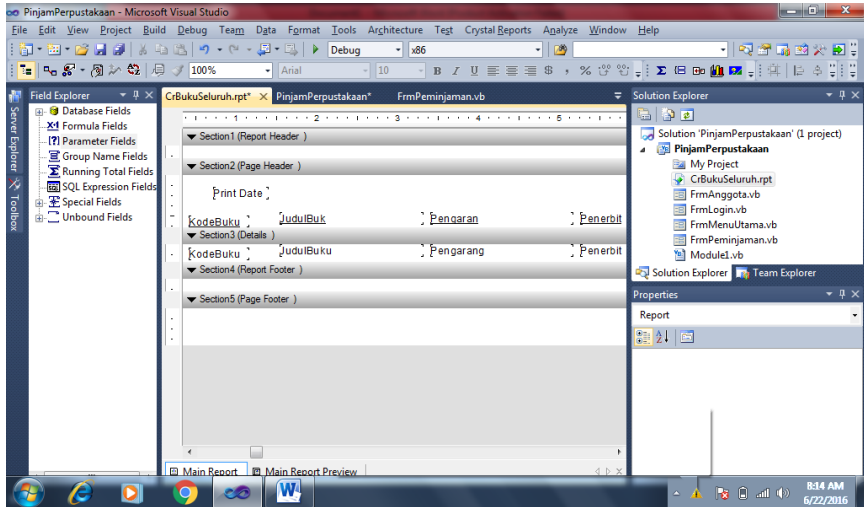 PinjamPerpustakaan - Microsoft Visual Studio
File Edit View Project Build Debug Team Data Format Tools Architecture Test Crystal Reports Analyze Window Help
Debug x86
100% Arial 10 B I U $ , %
Server Explorer
Toolbox
Field Explorer
Database Fields
Formula Fields
Parameter Fields
Group Name Fields
Running Total Fields
SQL Expression Fields
Special Fields
Unbound Fields
CrBukuSeluruh.rpt* PinjamPerpustakaan* FrmPeminjaman.vb
1 2 3 4 5
Section1 (Report Header )
Section2 (Page Header )
Print Date
KodeBuku JudulBuk Pengaran Penerbit
Section3 (Details )
KodeBuku JudulBuku Pengarang Penerbit
Section4 (Report Footer )
Section5 (Page Footer )
Main Report Main Report Preview
Solution Explorer
Solution 'PinjamPerpustakaan' (1 project)
PinjamPerpustakaan
My Project
CrBukuSeluruh.rpt
FrmAnggota.vb
FrmLogin.vb
FrmMenuUtama.vb
FrmPeminjaman.vb
Module1.vb
Solution Explorer Team Explorer
Properties
Report
8:14 AM
6/22/2016